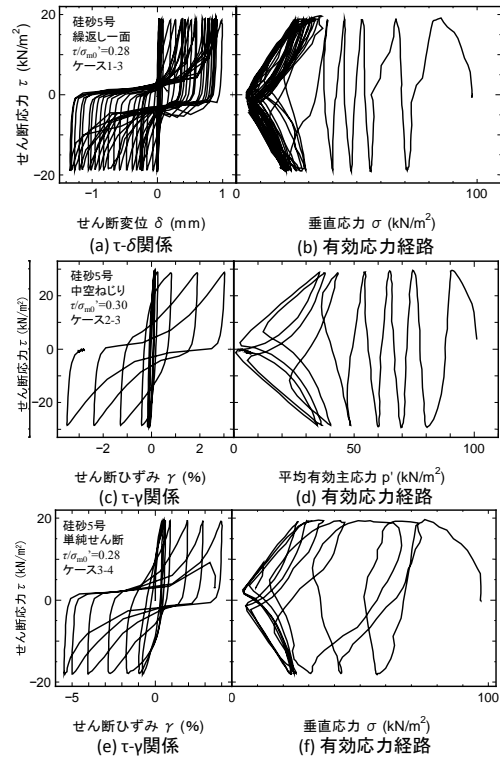 硅砂5号
繰返し一面
τ/σm0'=0.28
ケース1-3
せん断応力 τ (kN/m²)
20
0
−20
−1
0
1
0
100
せん断変位 δ (mm)
垂直応力 σ (kN/m²)
(a) τ-δ関係
(b) 有効応力経路
硅砂5号
中空ねじり
τ/σm0'=0.30
ケース2-3
せん断応力 τ (kN/m²)
20
0
−20
−2
0
2
0
50
100
せん断ひずみ γ (%)
平均有効主応力 p' (kN/m²)
(c) τ-γ関係
(d) 有効応力経路
硅砂5号
単純せん断
τ/σm0'=0.28
ケース3-4
せん断応力 τ (kN/m²)
20
0
−20
−5
0
0
100
せん断ひずみ γ (%)
垂直応力 σ (kN/m²)
(e) τ-γ関係
(f) 有効応力経路